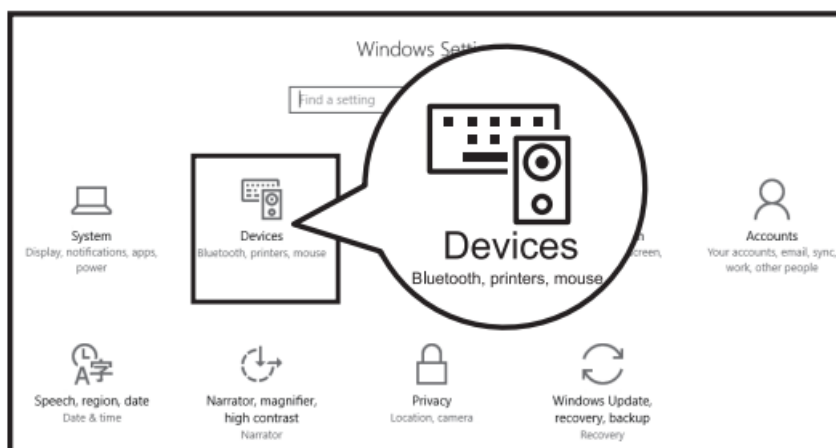 Windows
Find a setting
System
Display, notifications, apps,
power
Devices
Bluetooth, printers, mouse
Devices
Bluetooth, printers, mouse
Accounts
Your accounts, email, sync,
work, other people
Speech, region, date
Date & time
Narrator, magnifier,
high contrast
Narrator
Privacy
Location, camera
Windows Update,
recovery, backup
Recovery